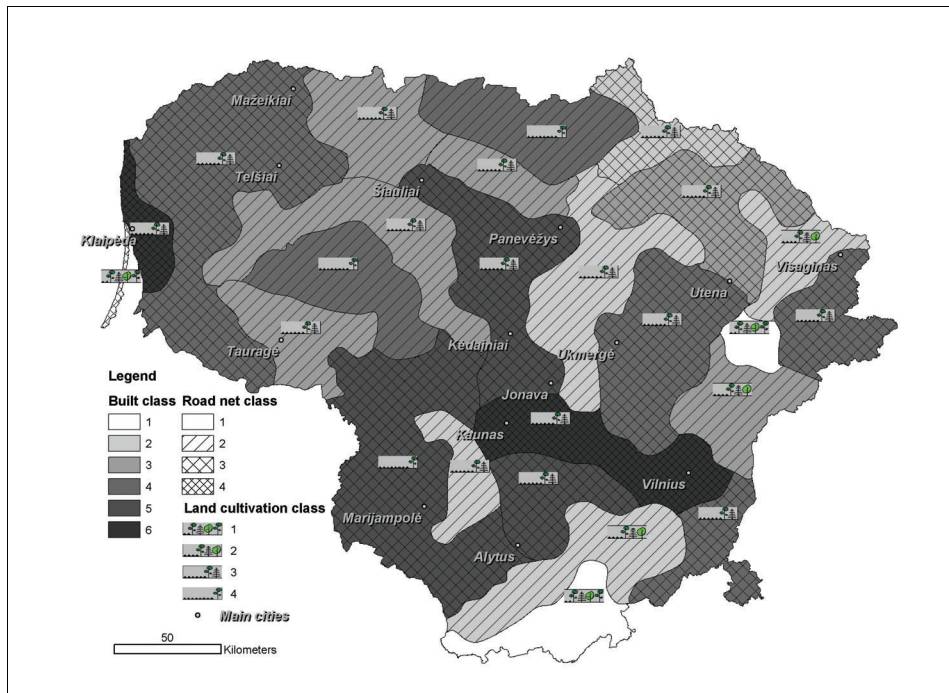 Mažeikiai
Telšiai
Šiauliai
Klaipėda
Panevėžys
Visaginas
Utena
Tauragė
Kėdainiai
Ukmergė
Jonava
Kaunas
Vilnius
Marijampolė
Alytus
Legend
Built class Road net class
1 1
2 2
3 3
4 4
5
6
Land cultivation class
1
2
3
4
Main cities
50
Kilometers